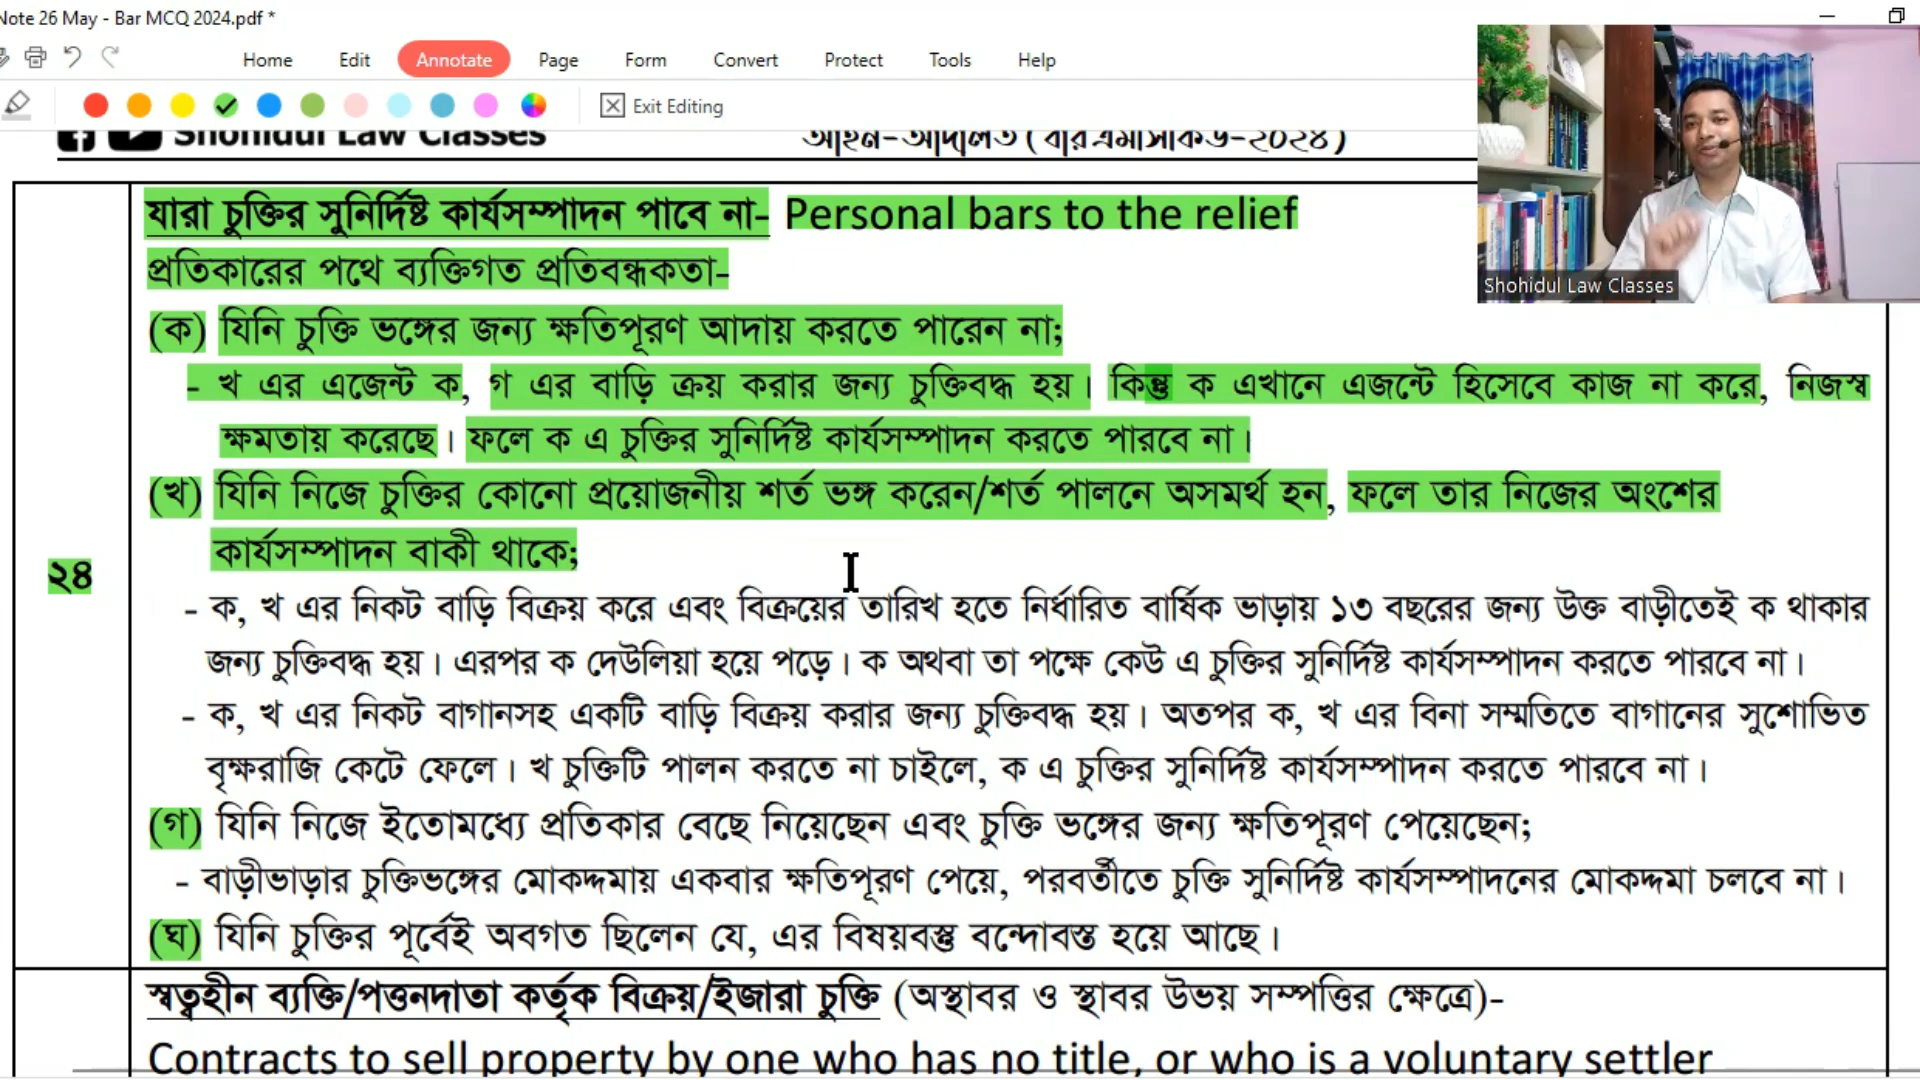 Note 26 May - Bar MCQ 2024.pdf *
Home Edit Annotate Page Form Convert Protect Tools Help
Exit Editing
Shohidul Law Classes
আইন-আদালত ( বার এমসিকিউ-২০২৪ )
যারা চুক্তির সুনির্দিষ্ট কার্যসম্পাদন পাবে না- Personal bars to the relief
প্রতিকারের পথে ব্যক্তিগত প্রতিবন্ধকতা-
(ক) যিনি চুক্তি ভঙ্গের জন্য ক্ষতিপূরণ আদায় করতে পারেন না;
- খ এর এজেন্ট ক, গ এর বাড়ি ক্রয় করার জন্য চুক্তিবদ্ধ হয়। কিন্তু ক এখানে এজন্টে হিসেবে কাজ না করে, নিজস্ব
ক্ষমতায় করেছে। ফলে ক এ চুক্তির সুনির্দিষ্ট কার্যসম্পাদন করতে পারবে না।
(খ) যিনি নিজে চুক্তির কোনো প্রয়োজনীয় শর্ত ভঙ্গ করেন/শর্ত পালনে অসমর্থ হন, ফলে তার নিজের অংশের
কার্যসম্পাদন বাকী থাকে;
২৪
- ক, খ এর নিকট বাড়ি বিক্রয় করে এবং বিক্রয়ের তারিখ হতে নির্ধারিত বার্ষিক ভাড়ায় ১৩ বছরের জন্য উক্ত বাড়ীতেই ক থাকার
জন্য চুক্তিবদ্ধ হয়। এরপর ক দেউলিয়া হয়ে পড়ে। ক অথবা তা পক্ষে কেউ এ চুক্তির সুনির্দিষ্ট কার্যসম্পাদন করতে পারবে না।
- ক, খ এর নিকট বাগানসহ একটি বাড়ি বিক্রয় করার জন্য চুক্তিবদ্ধ হয়। অতপর ক, খ এর বিনা সম্মতিতে বাগানের সুশোভিত
বৃক্ষরাজি কেটে ফেলে। খ চুক্তিটি পালন করতে না চাইলে, ক এ চুক্তির সুনির্দিষ্ট কার্যসম্পাদন করতে পারবে না।
(গ) যিনি নিজে ইতোমধ্যে প্রতিকার বেছে নিয়েছেন এবং চুক্তি ভঙ্গের জন্য ক্ষতিপূরণ পেয়েছেন;
- বাড়ীভাড়ার চুক্তিভঙ্গের মোকদ্দমায় একবার ক্ষতিপূরণ পেয়ে, পরবর্তীতে চুক্তি সুনির্দিষ্ট কার্যসম্পাদনের মোকদ্দমা চলবে না।
(ঘ) যিনি চুক্তির পূর্বেই অবগত ছিলেন যে, এর বিষয়বস্তু বন্দোবস্ত হয়ে আছে।
স্বত্বহীন ব্যক্তি/পত্তনদাতা কর্তৃক বিক্রয়/ইজারা চুক্তি (অস্থাবর ও স্থাবর উভয় সম্পত্তির ক্ষেত্রে)-
Contracts to sell property by one who has no title, or who is a voluntary settler
Shohidul Law Classes